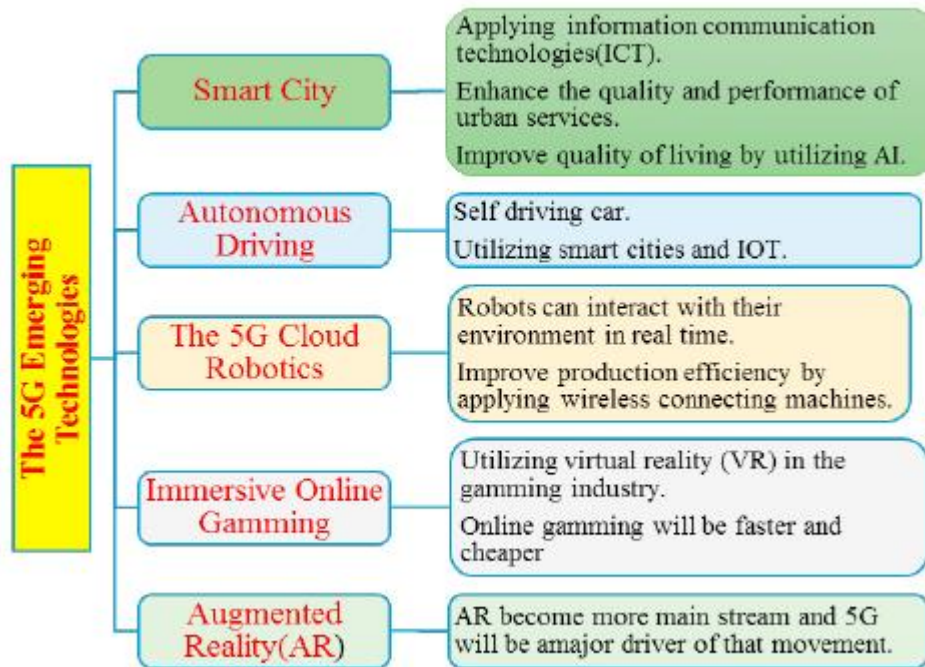 The 5G Emerging
Technologies
Smart City
Applying information communication
technologies(ICT).
Enhance the quality and performance of
urban services.
Improve quality of living by utilizing AI.
Autonomous
Driving
Self driving car.
Utilizing smart cities and IOT.
The 5G Cloud
Robotics
Robots can interact with their
environment in real time.
Improve production efficiency by
applying wireless connecting machines.
Immersive Online
Gamming
Utilizing virtual reality (VR) in the
gamming industry.
Online gamming will be faster and
cheaper
Augmented
Reality(AR)
AR become more main stream and 5G
will be amajor driver of that movement.